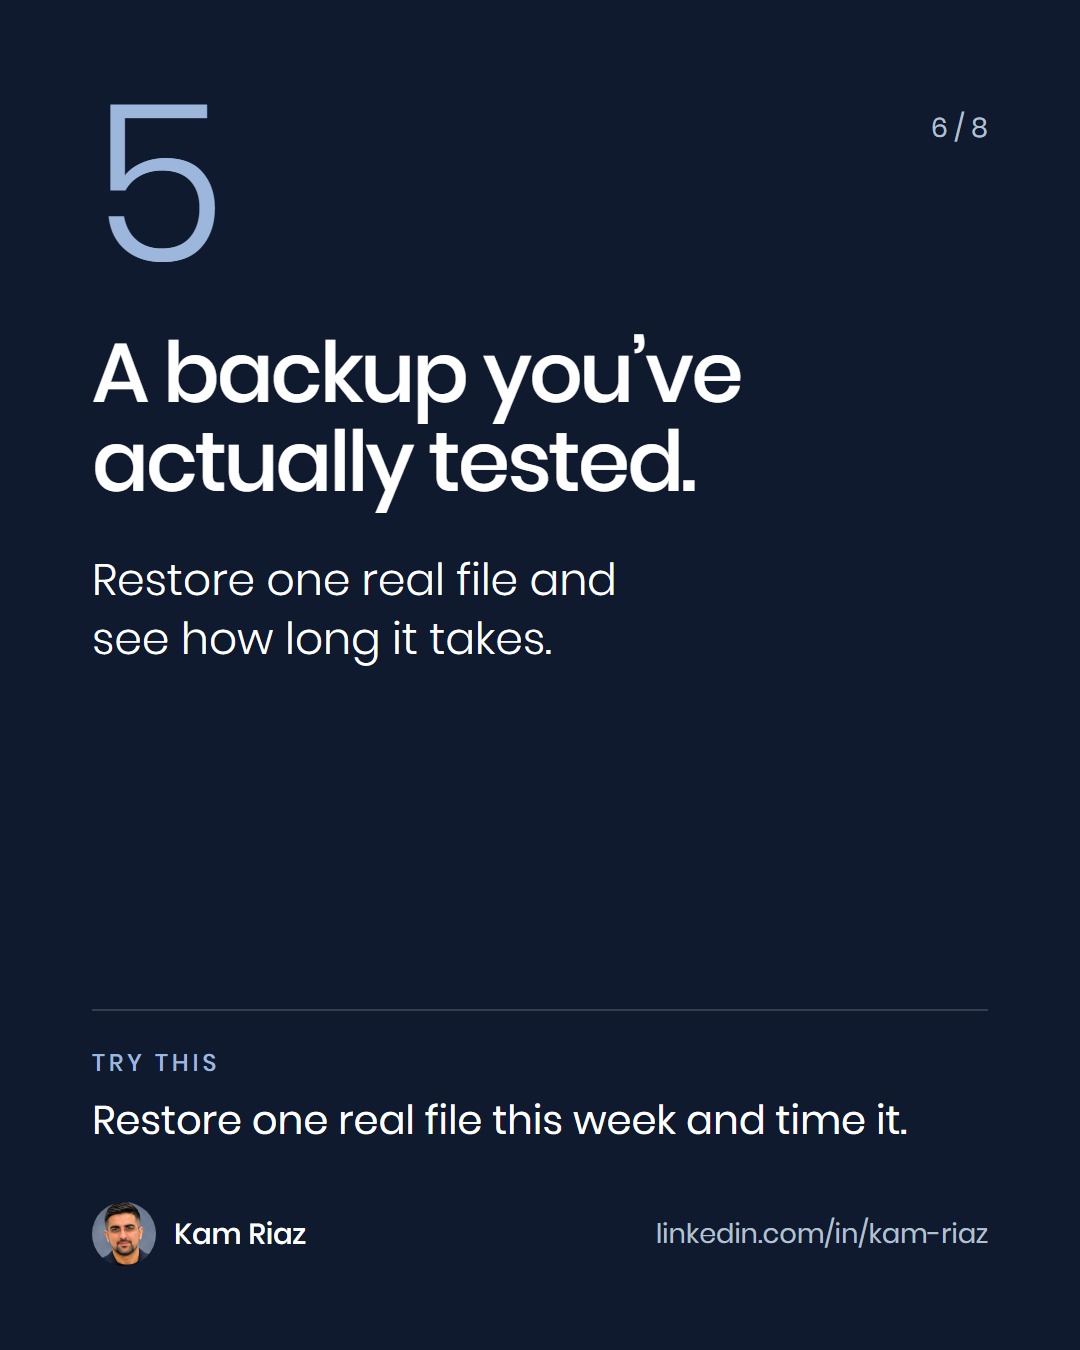 5
6 / 8
A backup you’ve
actually tested.
Restore one real file and
see how long it takes.
TRY THIS
Restore one real file this week and time it.
Kam Riaz
linkedin.com/in/kam-riaz